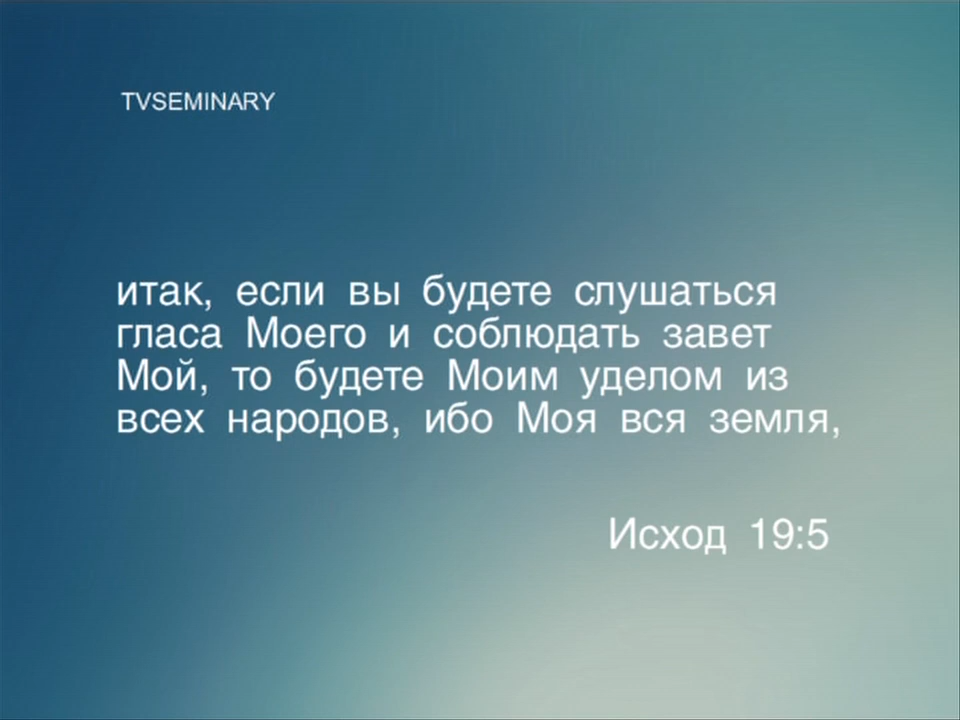 TVSEMINARY
итак, если вы будете слушаться
гласа Моего и соблюдать завет
Мой, то будете Моим уделом из
всех народов, ибо Моя вся земля,
Исход 19:5